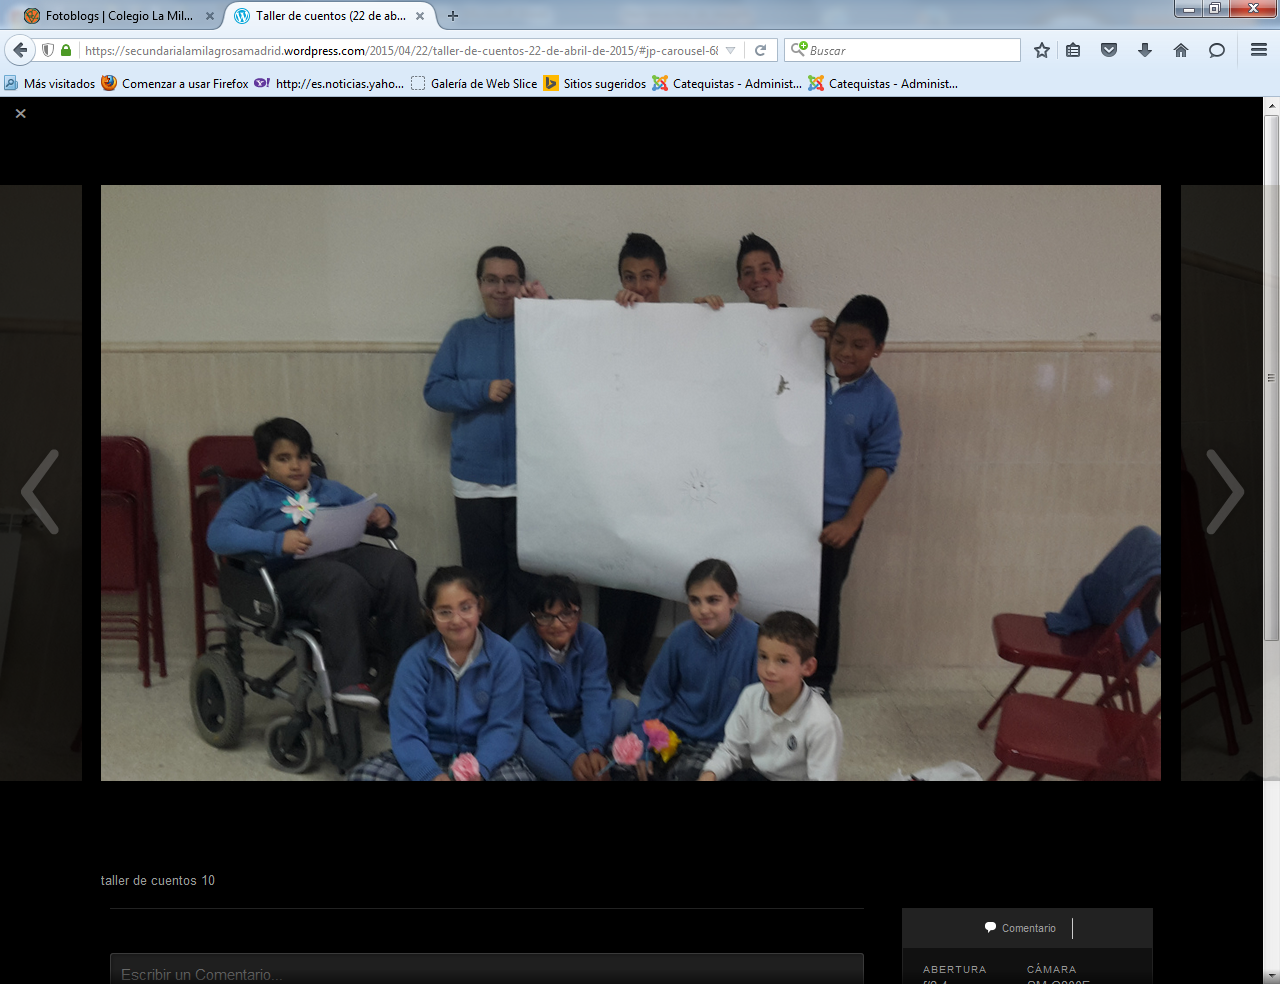 Fotoblogs | Colegio La Mil...
Taller de cuentos (22 de ab...
https://secundarialamilagrosamadrid.wordpress.com/2015/04/22/taller-de-cuentos-22-de-abril-de-2015/#jp-carousel-68
Buscar
Más visitados
Comenzar a usar Firefox
http://es.noticias.yaho...
Galería de Web Slice
Sitios sugeridos
Catequistas - Administ...
Catequistas - Administ...
taller de cuentos 10
Comentario
Escribir un Comentario...
ABERTURA
CÁMARA